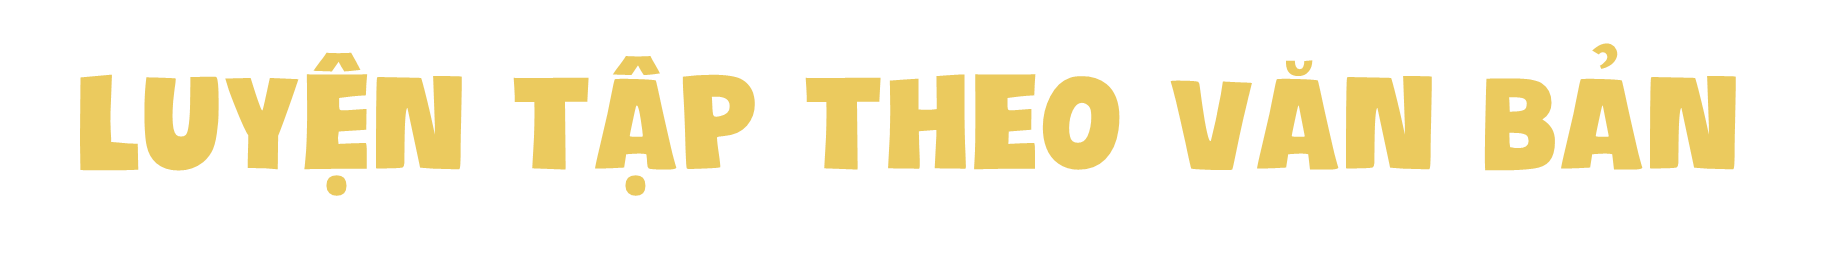 LUYỆN TẬP THEO VĂN BẢN